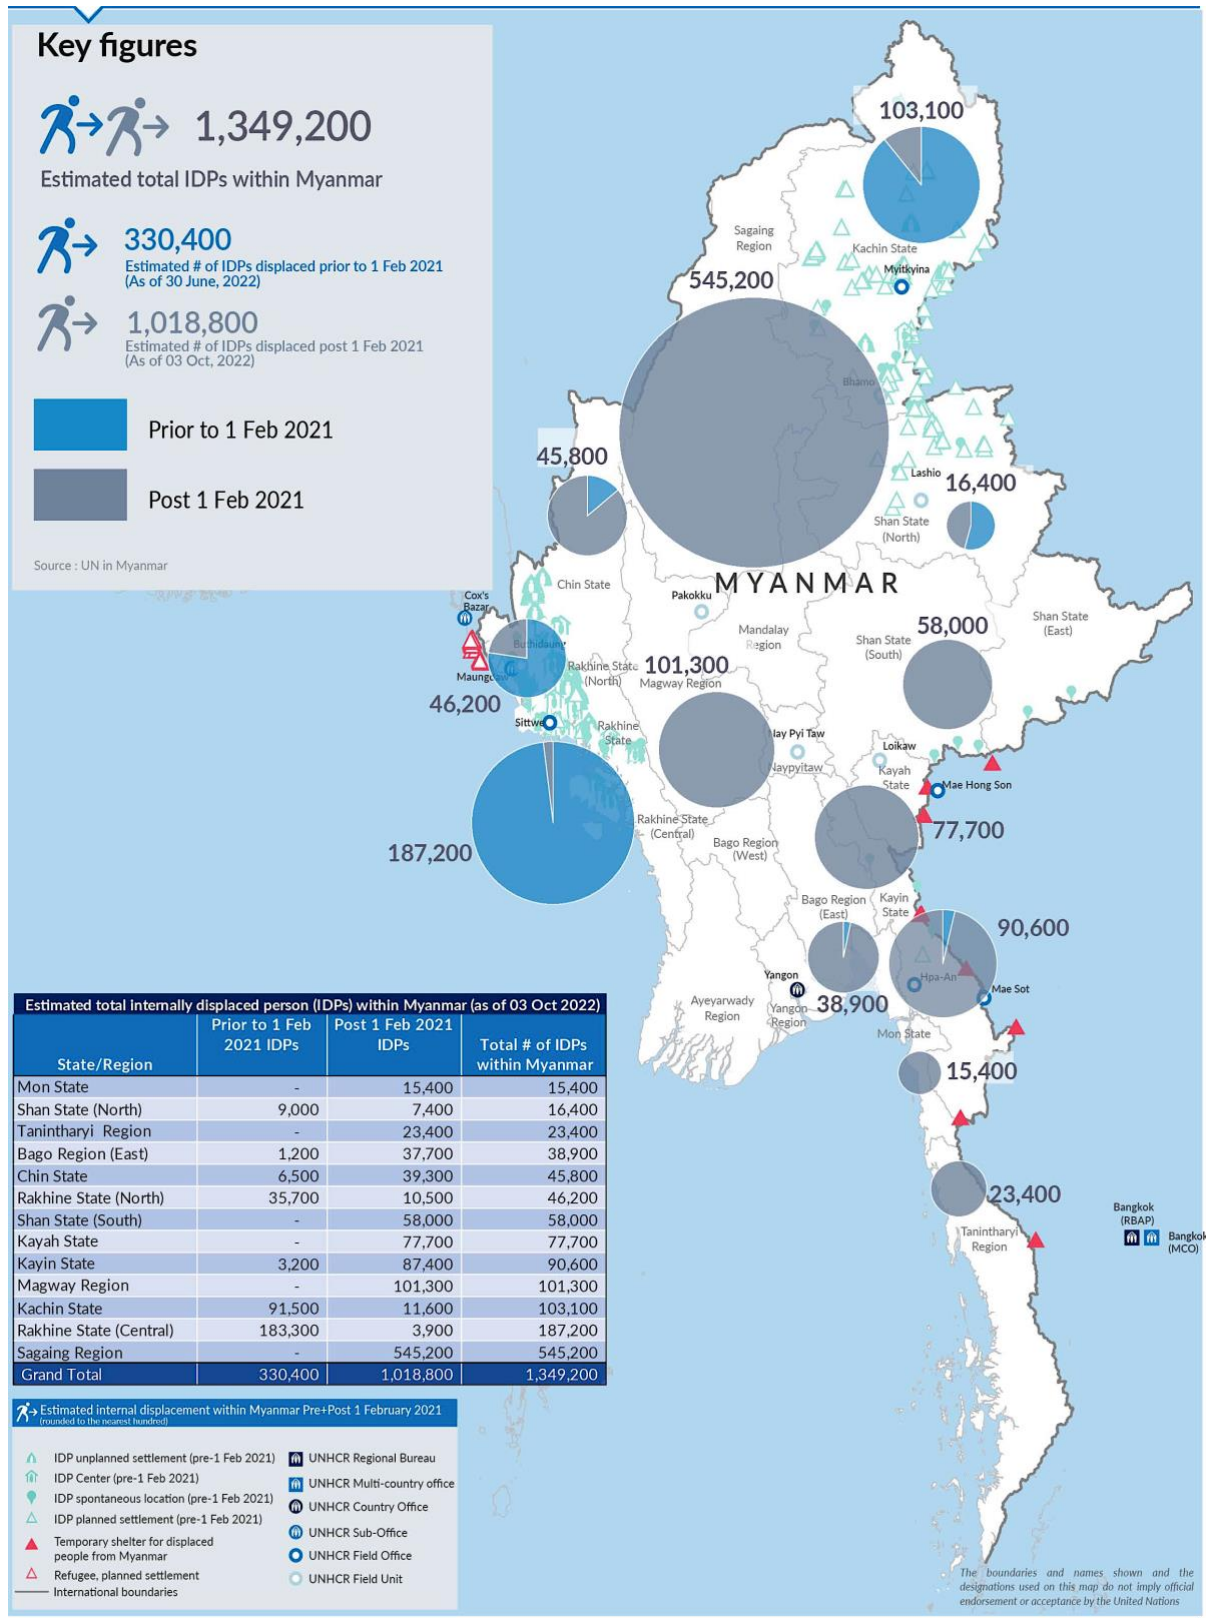 Key figures
1,349,200
Estimated total IDPs within Myanmar
330,400
Estimated # of IDPs displaced prior to 1 Feb 2021
(As of 30 June, 2022)
1,018,800
Estimated # of IDPs displaced post 1 Feb 2021
(As of 03 Oct, 2022)
Prior to 1 Feb 2021
Post 1 Feb 2021
Source : UN in Myanmar
103,100
Sagaing
Region
Kachin State
Myitkyina
545,200
Bhamo
45,800
Lashio
16,400
Shan State
(North)
Chin State
MYANMAR
Pakokku
Cox's
Bazar
Mandalay
Region
Shan State
(South)
58,000
Shan State
(East)
Buthidaung
Maungdaw
Rakhine State
(North)
101,300
Magway Region
46,200
Sittwe
Rakhine
State
Nay Pyi Taw
Naypyitaw
Loikaw
Kayah
State
Mae Hong Son
77,700
Rakhine State
(Central)
187,200
Bago Region
(West)
Bago Region
(East)
Kayin
State
90,600
Hpa-An
Mae Sot
Yangon
38,900
Ayeyarwady
Region
Yangon
Region
Mon State
15,400
23,400
Tanintharyi
Region
Bangkok
(RBAP)
Bangkok
(MCO)
Estimated total internally displaced person (IDPs) within Myanmar (as of 03 Oct 2022)
State/Region Prior to 1 Feb 2021 IDPs Post 1 Feb 2021 IDPs Total # of IDPs within Myanmar
Mon State - 15,400 15,400
Shan State (North) 9,000 7,400 16,400
Tanintharyi Region - 23,400 23,400
Bago Region (East) 1,200 37,700 38,900
Chin State 6,500 39,300 45,800
Rakhine State (North) 35,700 10,500 46,200
Shan State (South) - 58,000 58,000
Kayah State - 77,700 77,700
Kayin State 3,200 87,400 90,600
Magway Region - 101,300 101,300
Kachin State 91,500 11,600 103,100
Rakhine State (Central) 183,300 3,900 187,200
Sagaing Region - 545,200 545,200
Grand Total 330,400 1,018,800 1,349,200
Estimated internal displacement within Myanmar Pre+Post 1 February 2021
(rounded to the nearest hundred)
IDP unplanned settlement (pre-1 Feb 2021)
IDP Center (pre-1 Feb 2021)
IDP spontaneous location (pre-1 Feb 2021)
IDP planned settlement (pre-1 Feb 2021)
Temporary shelter for displaced
people from Myanmar
Refugee, planned settlement
International boundaries
UNHCR Regional Bureau
UNHCR Multi-country office
UNHCR Country Office
UNHCR Sub-Office
UNHCR Field Office
UNHCR Field Unit
The boundaries and names shown and the
designations used on this map do not imply official
endorsement or acceptance by the United Nations